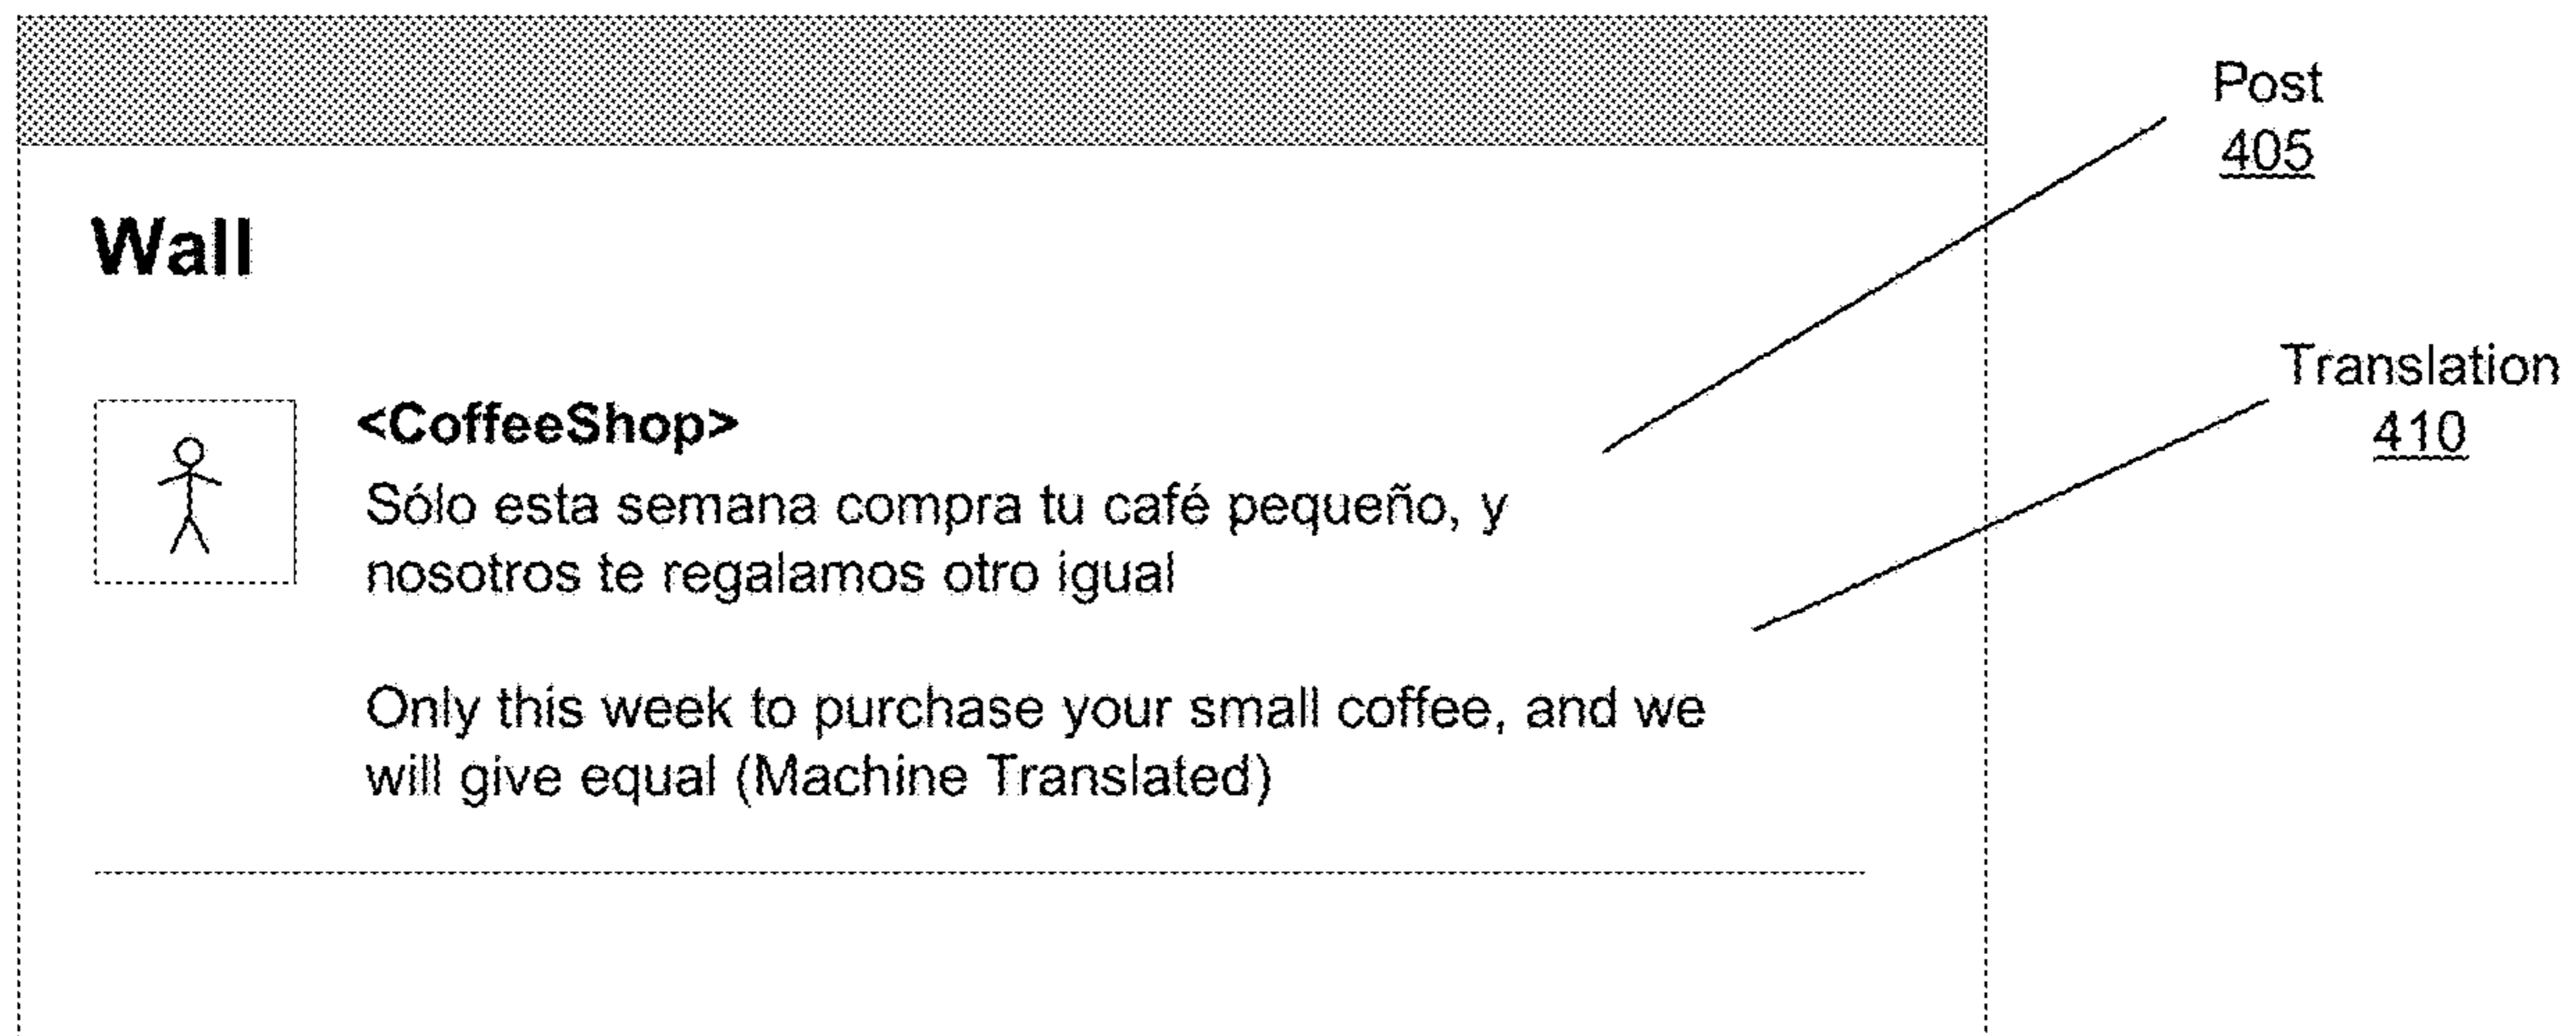 Post
405
Wall
Translation
410
<CoffeeShop>
Sólo esta semana compra tu café pequeño, y
nosotros te regalamos otro igual
Only this week to purchase your small coffee, and we
will give equal (Machine Translated)